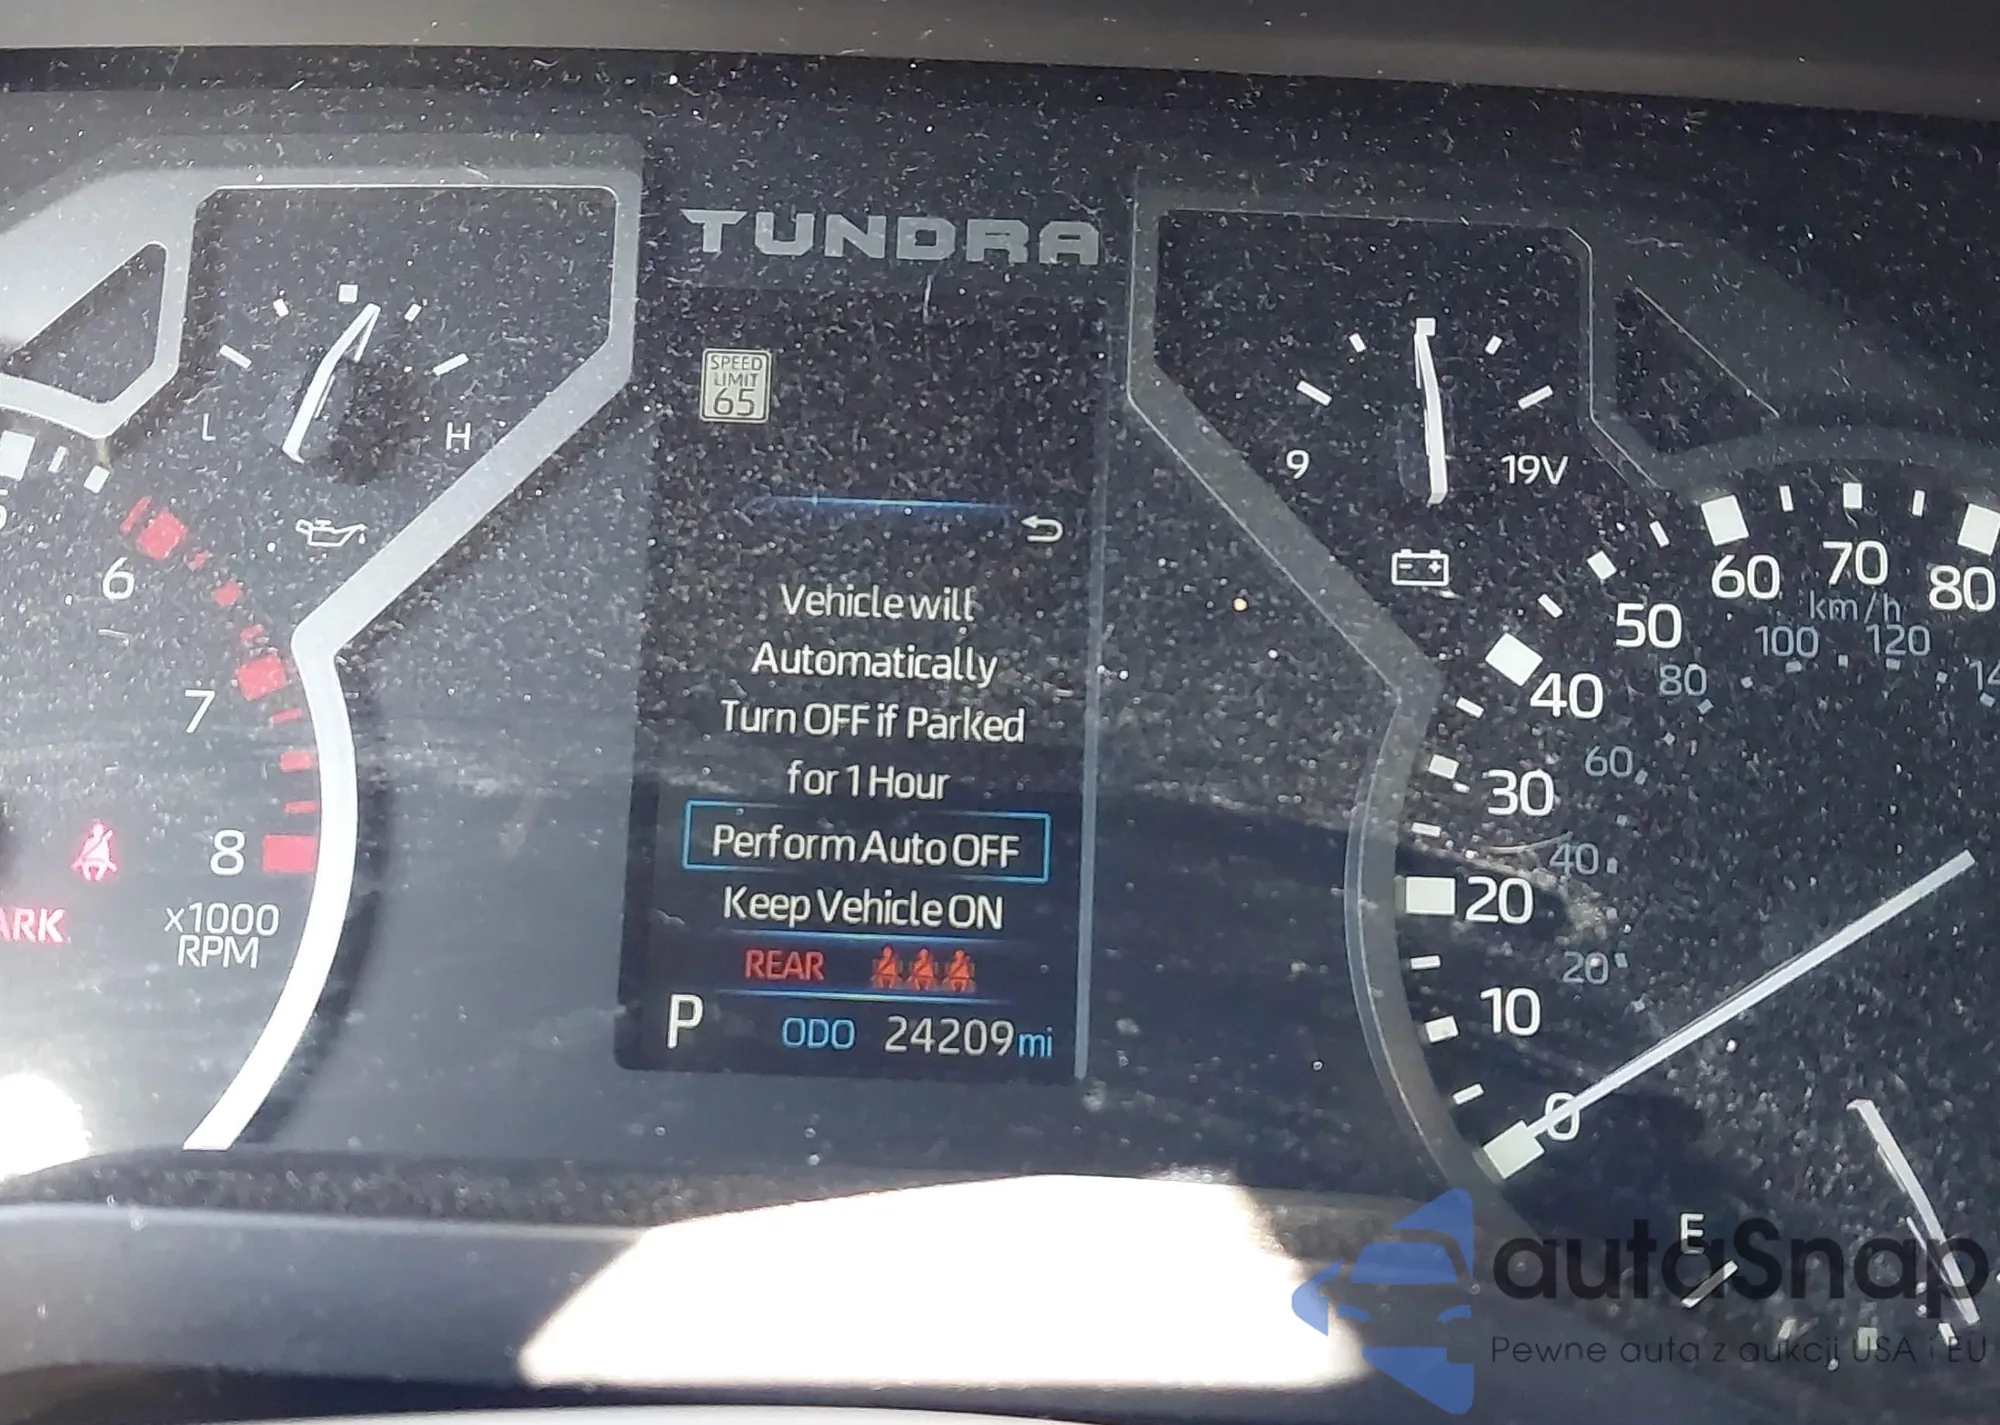 TUNDRA
SPEED
LIMIT
65
L
H
9
19V
6
7
8
x1000
RPM
ARK
Vehicle will
Automatically
Turn OFF if Parked
for 1 Hour
Perform Auto OFF
Keep Vehicle ON
REAR
P ODO 24209 mi
60 70 80
km/h
50
100 120
40
80
30
60
20
40
10
20
0
E
autaSnap
Pewne auta z aukcji USA i EU